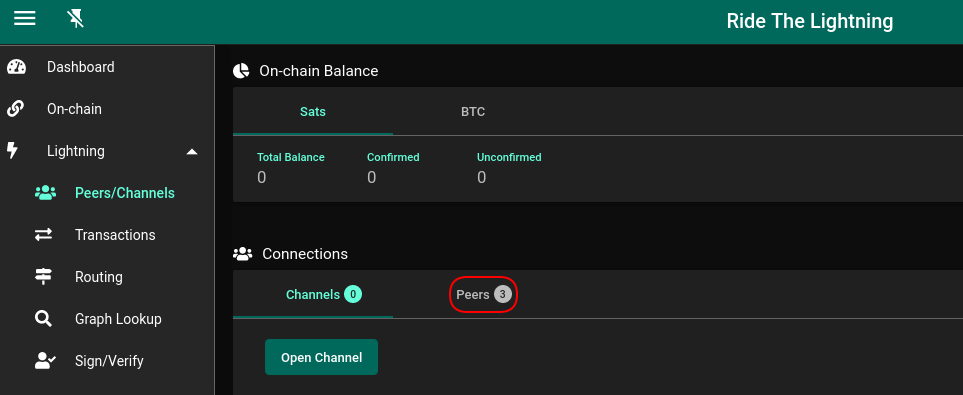 Ride The Lightning
Dashboard
On-chain
Lightning
Peers/Channels
Transactions
Routing
Graph Lookup
Sign/Verify
On-chain Balance
Sats BTC
Total Balance Confirmed Unconfirmed
0 0 0
Connections
Channels 0 Peers 3
Open Channel